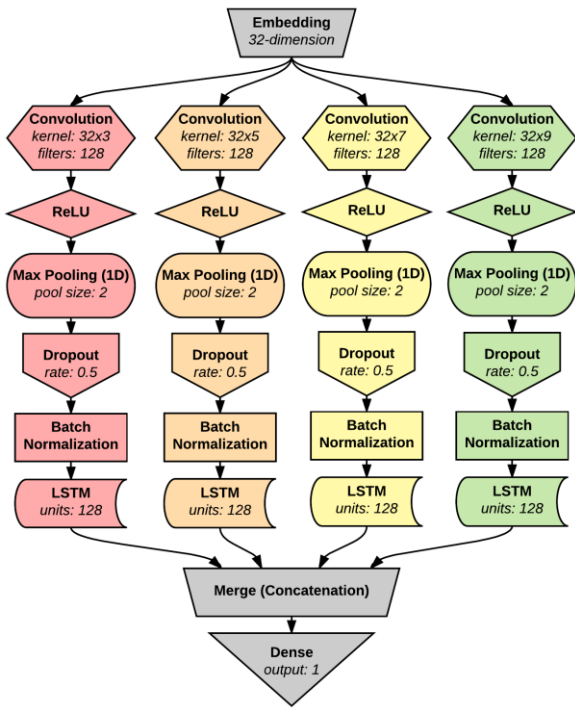 Embedding
32-dimension
Convolution
kernel: 32x3
filters: 128
Convolution
kernel: 32x5
filters: 128
Convolution
kernel: 32x7
filters: 128
Convolution
kernel: 32x9
filters: 128
ReLU
ReLU
ReLU
ReLU
Max Pooling (1D)
pool size: 2
Max Pooling (1D)
pool size: 2
Max Pooling (1D)
pool size: 2
Max Pooling (1D)
pool size: 2
Dropout
rate: 0.5
Dropout
rate: 0.5
Dropout
rate: 0.5
Dropout
rate: 0.5
Batch
Normalization
Batch
Normalization
Batch
Normalization
Batch
Normalization
LSTM
units: 128
LSTM
units: 128
LSTM
units: 128
LSTM
units: 128
Merge (Concatenation)
Dense
output: 1